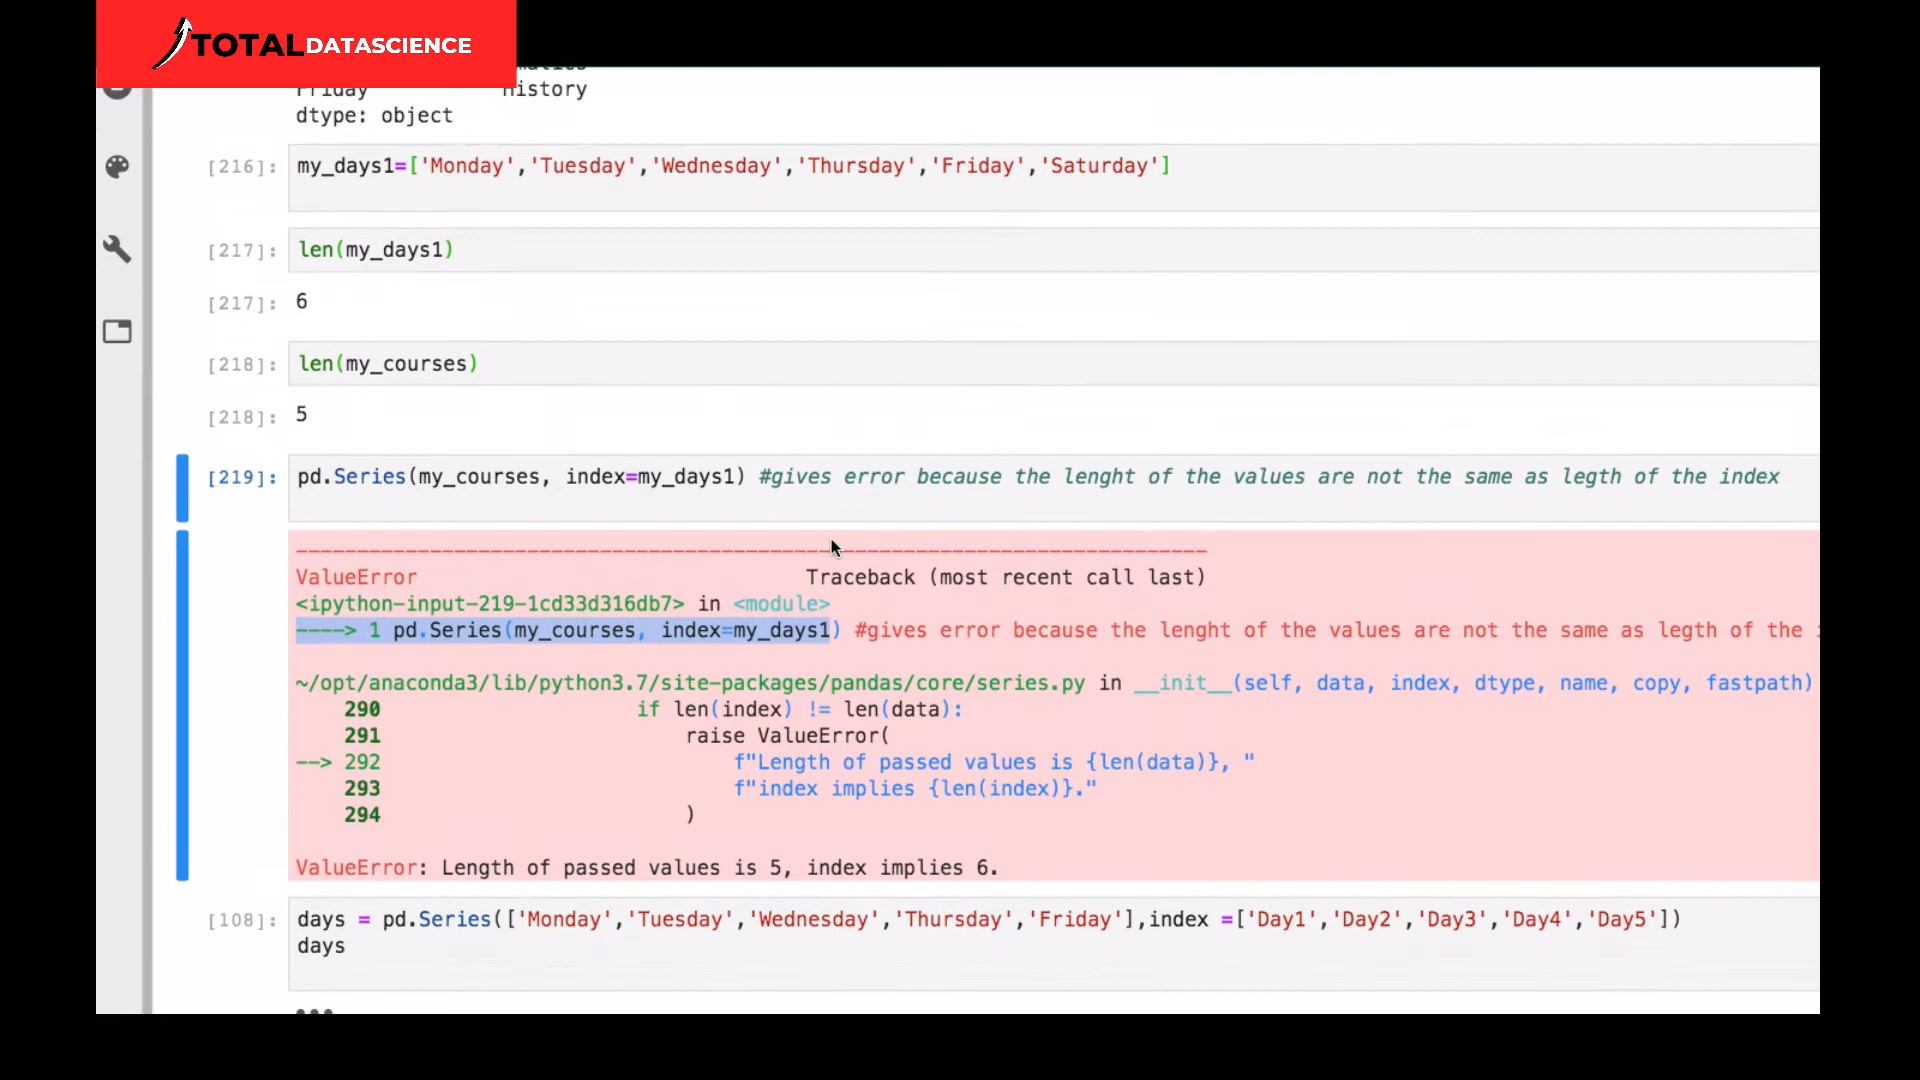 TOTALDATASCIENCE
Friday History
dtype: object
[216]: my_days1=['Monday','Tuesday','Wednesday','Thursday','Friday','Saturday']
[217]: len(my_days1)
[217]: 6
[218]: len(my_courses)
[218]: 5
[219]: pd.Series(my_courses, index=my_days1) #gives error because the lenght of the values are not the same as legth of the index
---------------------------------------------------------------------------
ValueError Traceback (most recent call last)
<ipython-input-219-1cd33d316db7> in <module>
----> 1 pd.Series(my_courses, index=my_days1) #gives error because the lenght of the values are not the same as legth of the
~/opt/anaconda3/lib/python3.7/site-packages/pandas/core/series.py in __init__(self, data, index, dtype, name, copy, fastpath)
290 if len(index) != len(data):
291 raise ValueError(
--> 292 f"Length of passed values is {len(data)}, "
293 f"index implies {len(index)}."
294 )
ValueError: Length of passed values is 5, index implies 6.
[108]: days = pd.Series(['Monday','Tuesday','Wednesday','Thursday','Friday'],index =['Day1','Day2','Day3','Day4','Day5'])
days